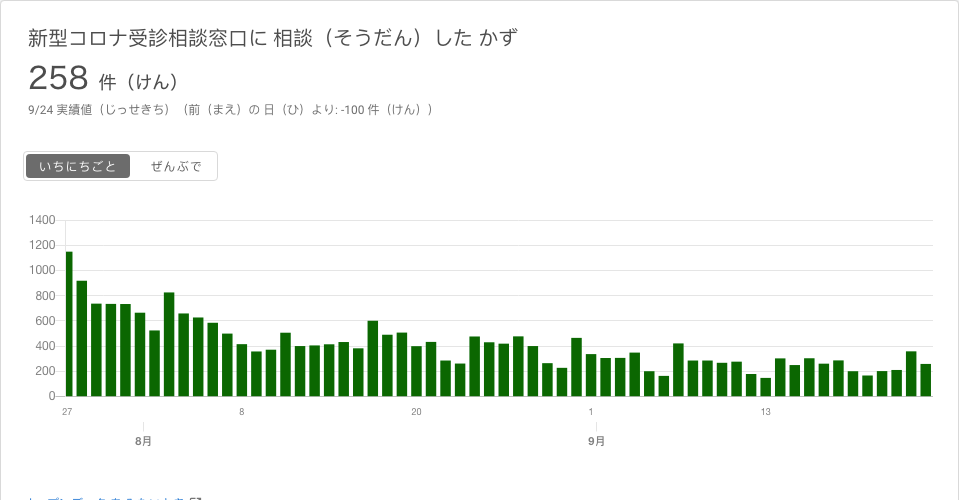 新型コロナ受診相談窓口に 相談（そうだん）した かず
258 件（けん）
9/24 実績値（じっせきち）（前（まえ）の 日（ひ）より: -100 件（けん））
いちにちごと ぜんぶで
1400
1200
1000
800
600
400
200
0
27 8 20 1 13
8月 9月